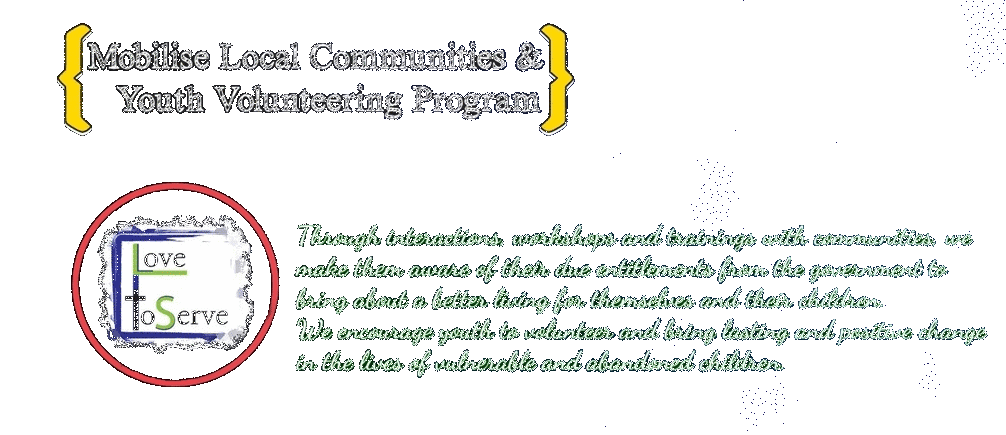 Mobilise Local Communities &
Youth Volunteering Program
Love
To Serve
Through interactions, workshops and trainings with communities, we
make them aware of their due entitlements from the government to
bring about a better living for themselves and their children.
We encourage youth to volunteer and bring lasting and positive change
in the lives of vulnerable and abandoned children.